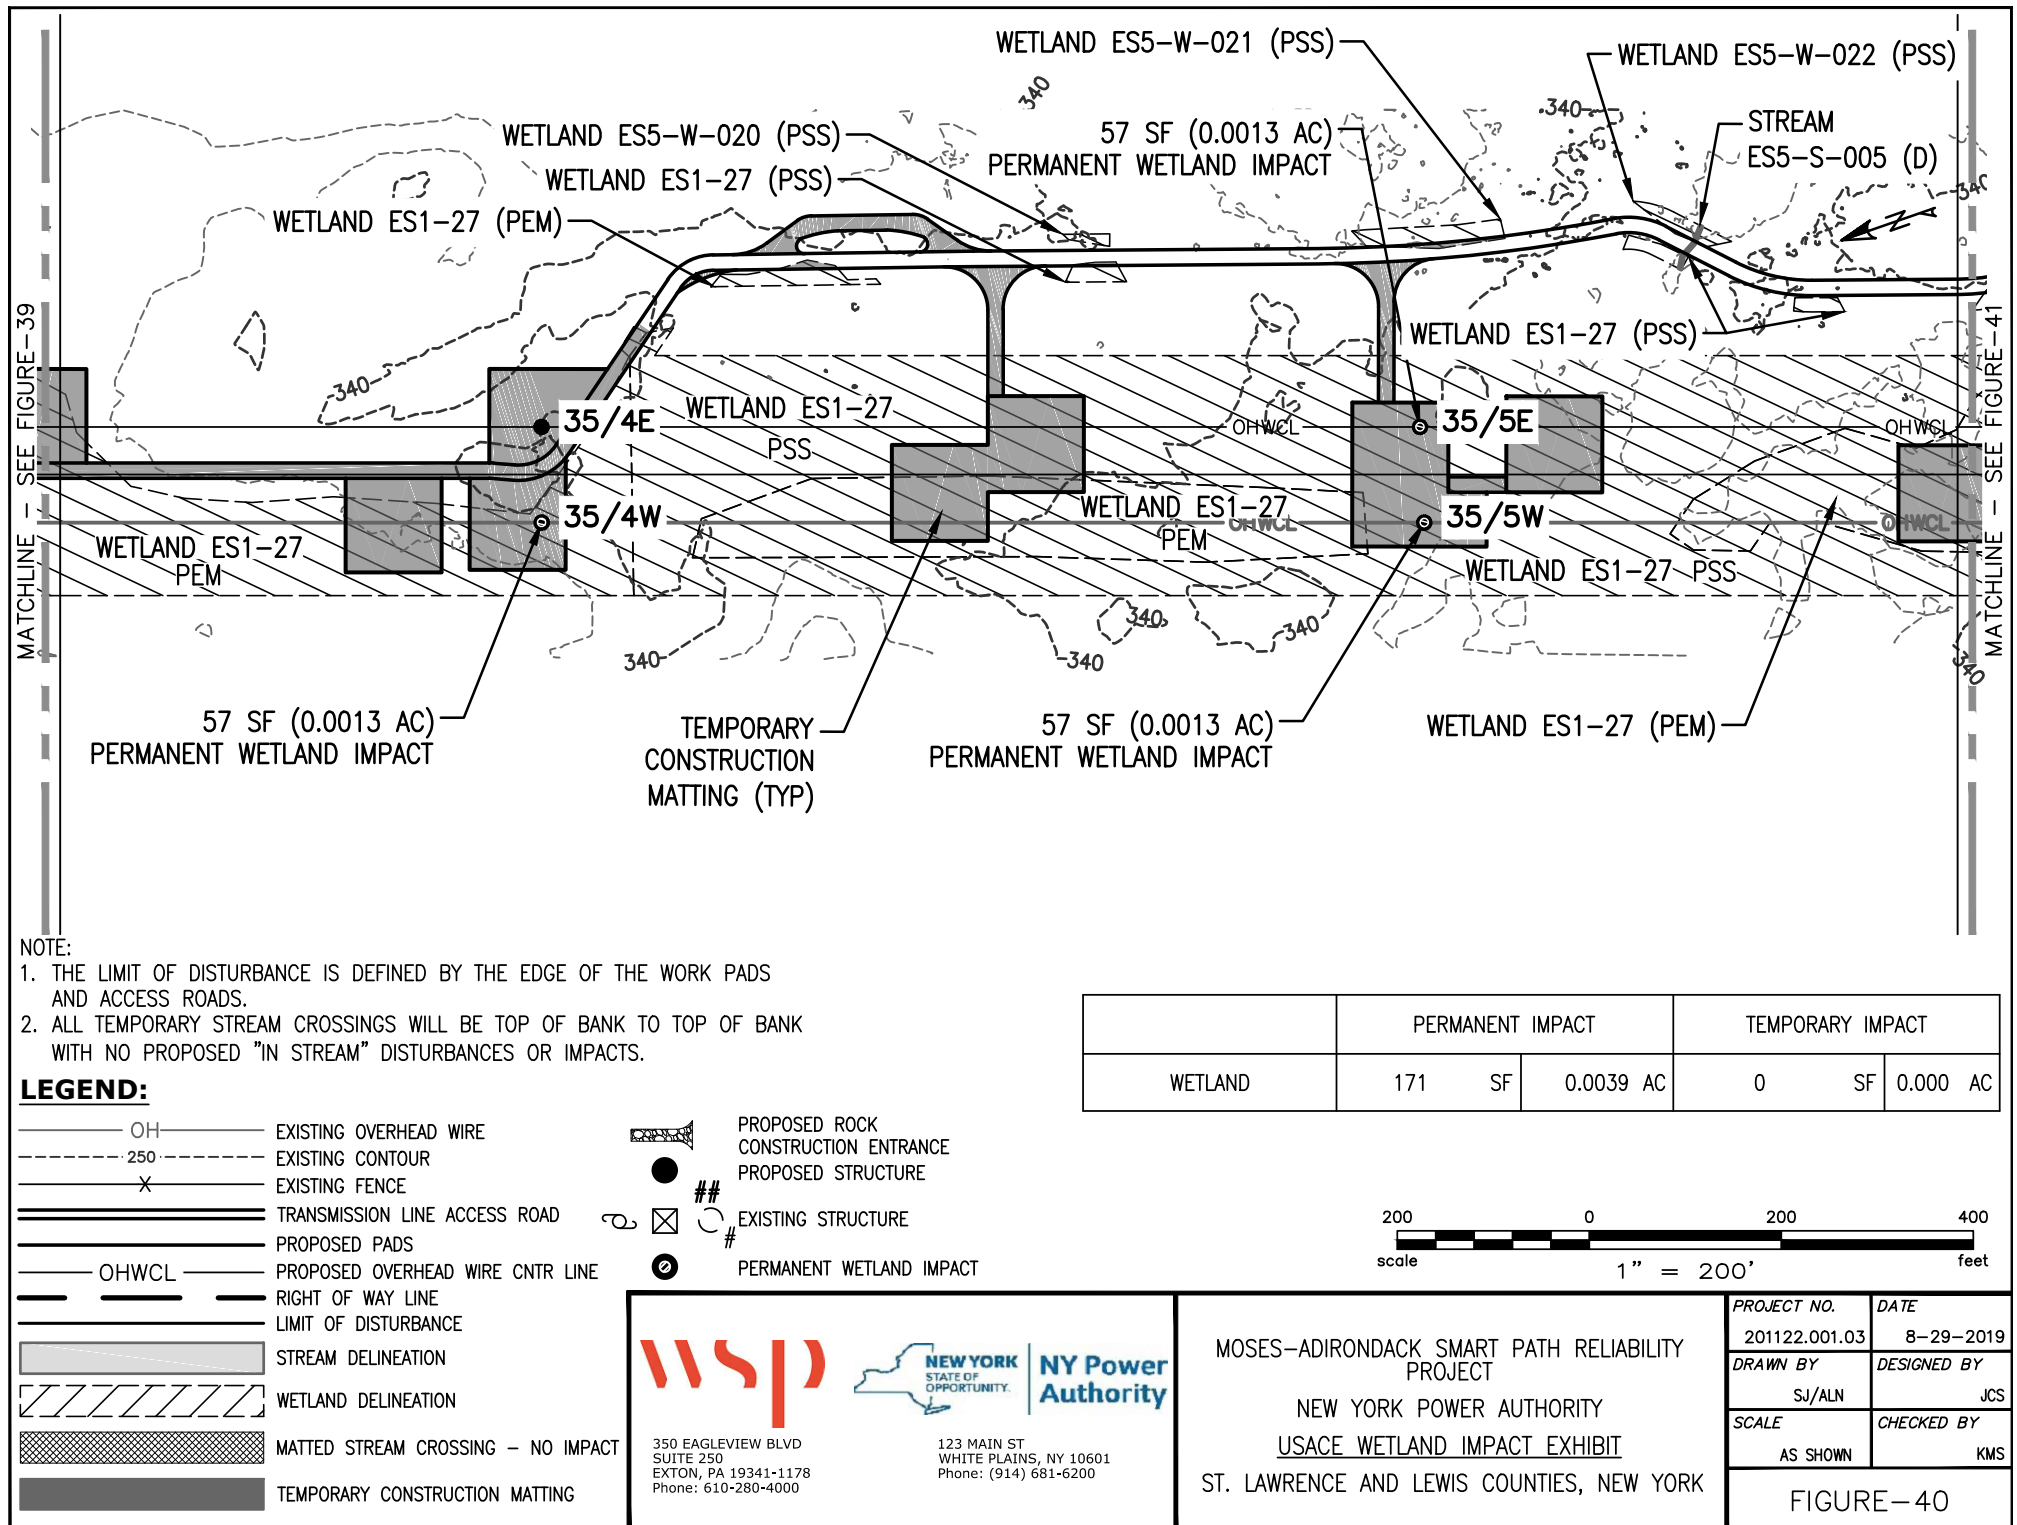 WETLAND ES5-W-021 (PSS)
WETLAND ES5-W-022 (PSS)
340
340
WETLAND ES5-W-020 (PSS)
57 SF (0.0013 AC)
PERMANENT WETLAND IMPACT
STREAM
ES5-S-005 (D)
WETLAND ES1-27 (PSS)
340
WETLAND ES1-27 (PEM)
N
MATCHLINE - SEE FIGURE-39
MATCHLINE - SEE FIGURE-41
WETLAND ES1-27 (PSS)
340
35/4E
WETLAND ES1-27
PSS
OHWCL
35/5E
OHWCL
35/4W
WETLAND ES1-27
PEM
OHWCL
35/5W
OHWCL
WETLAND ES1-27
PEM
WETLAND ES1-27 PSS
340
340
340
340
340
57 SF (0.0013 AC)
PERMANENT WETLAND IMPACT
TEMPORARY
CONSTRUCTION
MATTING (TYP)
57 SF (0.0013 AC)
PERMANENT WETLAND IMPACT
WETLAND ES1-27 (PEM)
NOTE:
1. THE LIMIT OF DISTURBANCE IS DEFINED BY THE EDGE OF THE WORK PADS
AND ACCESS ROADS.
2. ALL TEMPORARY STREAM CROSSINGS WILL BE TOP OF BANK TO TOP OF BANK
WITH NO PROPOSED "IN STREAM" DISTURBANCES OR IMPACTS.
PERMANENT IMPACT TEMPORARY IMPACT
WETLAND 171 SF 0.0039 AC 0 SF 0.000 AC
LEGEND:
OH EXISTING OVERHEAD WIRE
250 EXISTING CONTOUR
X EXISTING FENCE
TRANSMISSION LINE ACCESS ROAD
PROPOSED PADS
OHWCL PROPOSED OVERHEAD WIRE CNTR LINE
RIGHT OF WAY LINE
LIMIT OF DISTURBANCE
STREAM DELINEATION
WETLAND DELINEATION
MATTED STREAM CROSSING - NO IMPACT
TEMPORARY CONSTRUCTION MATTING
PROPOSED ROCK
CONSTRUCTION ENTRANCE
PROPOSED STRUCTURE
##
EXISTING STRUCTURE
#
PERMANENT WETLAND IMPACT
200 0 200 400
scale feet
1" = 200'
wsp
350 EAGLEVIEW BLVD
SUITE 250
EXTON, PA 19341-1178
Phone: 610-280-4000
NEW YORK
STATE OF
OPPORTUNITY.
NY Power
Authority
123 MAIN ST
WHITE PLAINS, NY 10601
Phone: (914) 681-6200
MOSES-ADIRONDACK SMART PATH RELIABILITY
PROJECT
NEW YORK POWER AUTHORITY
USACE WETLAND IMPACT EXHIBIT
ST. LAWRENCE AND LEWIS COUNTIES, NEW YORK
PROJECT NO. DATE
201122.001.03 8-29-2019
DRAWN BY DESIGNED BY
SJ/ALN JCS
SCALE CHECKED BY
AS SHOWN KMS
FIGURE-40